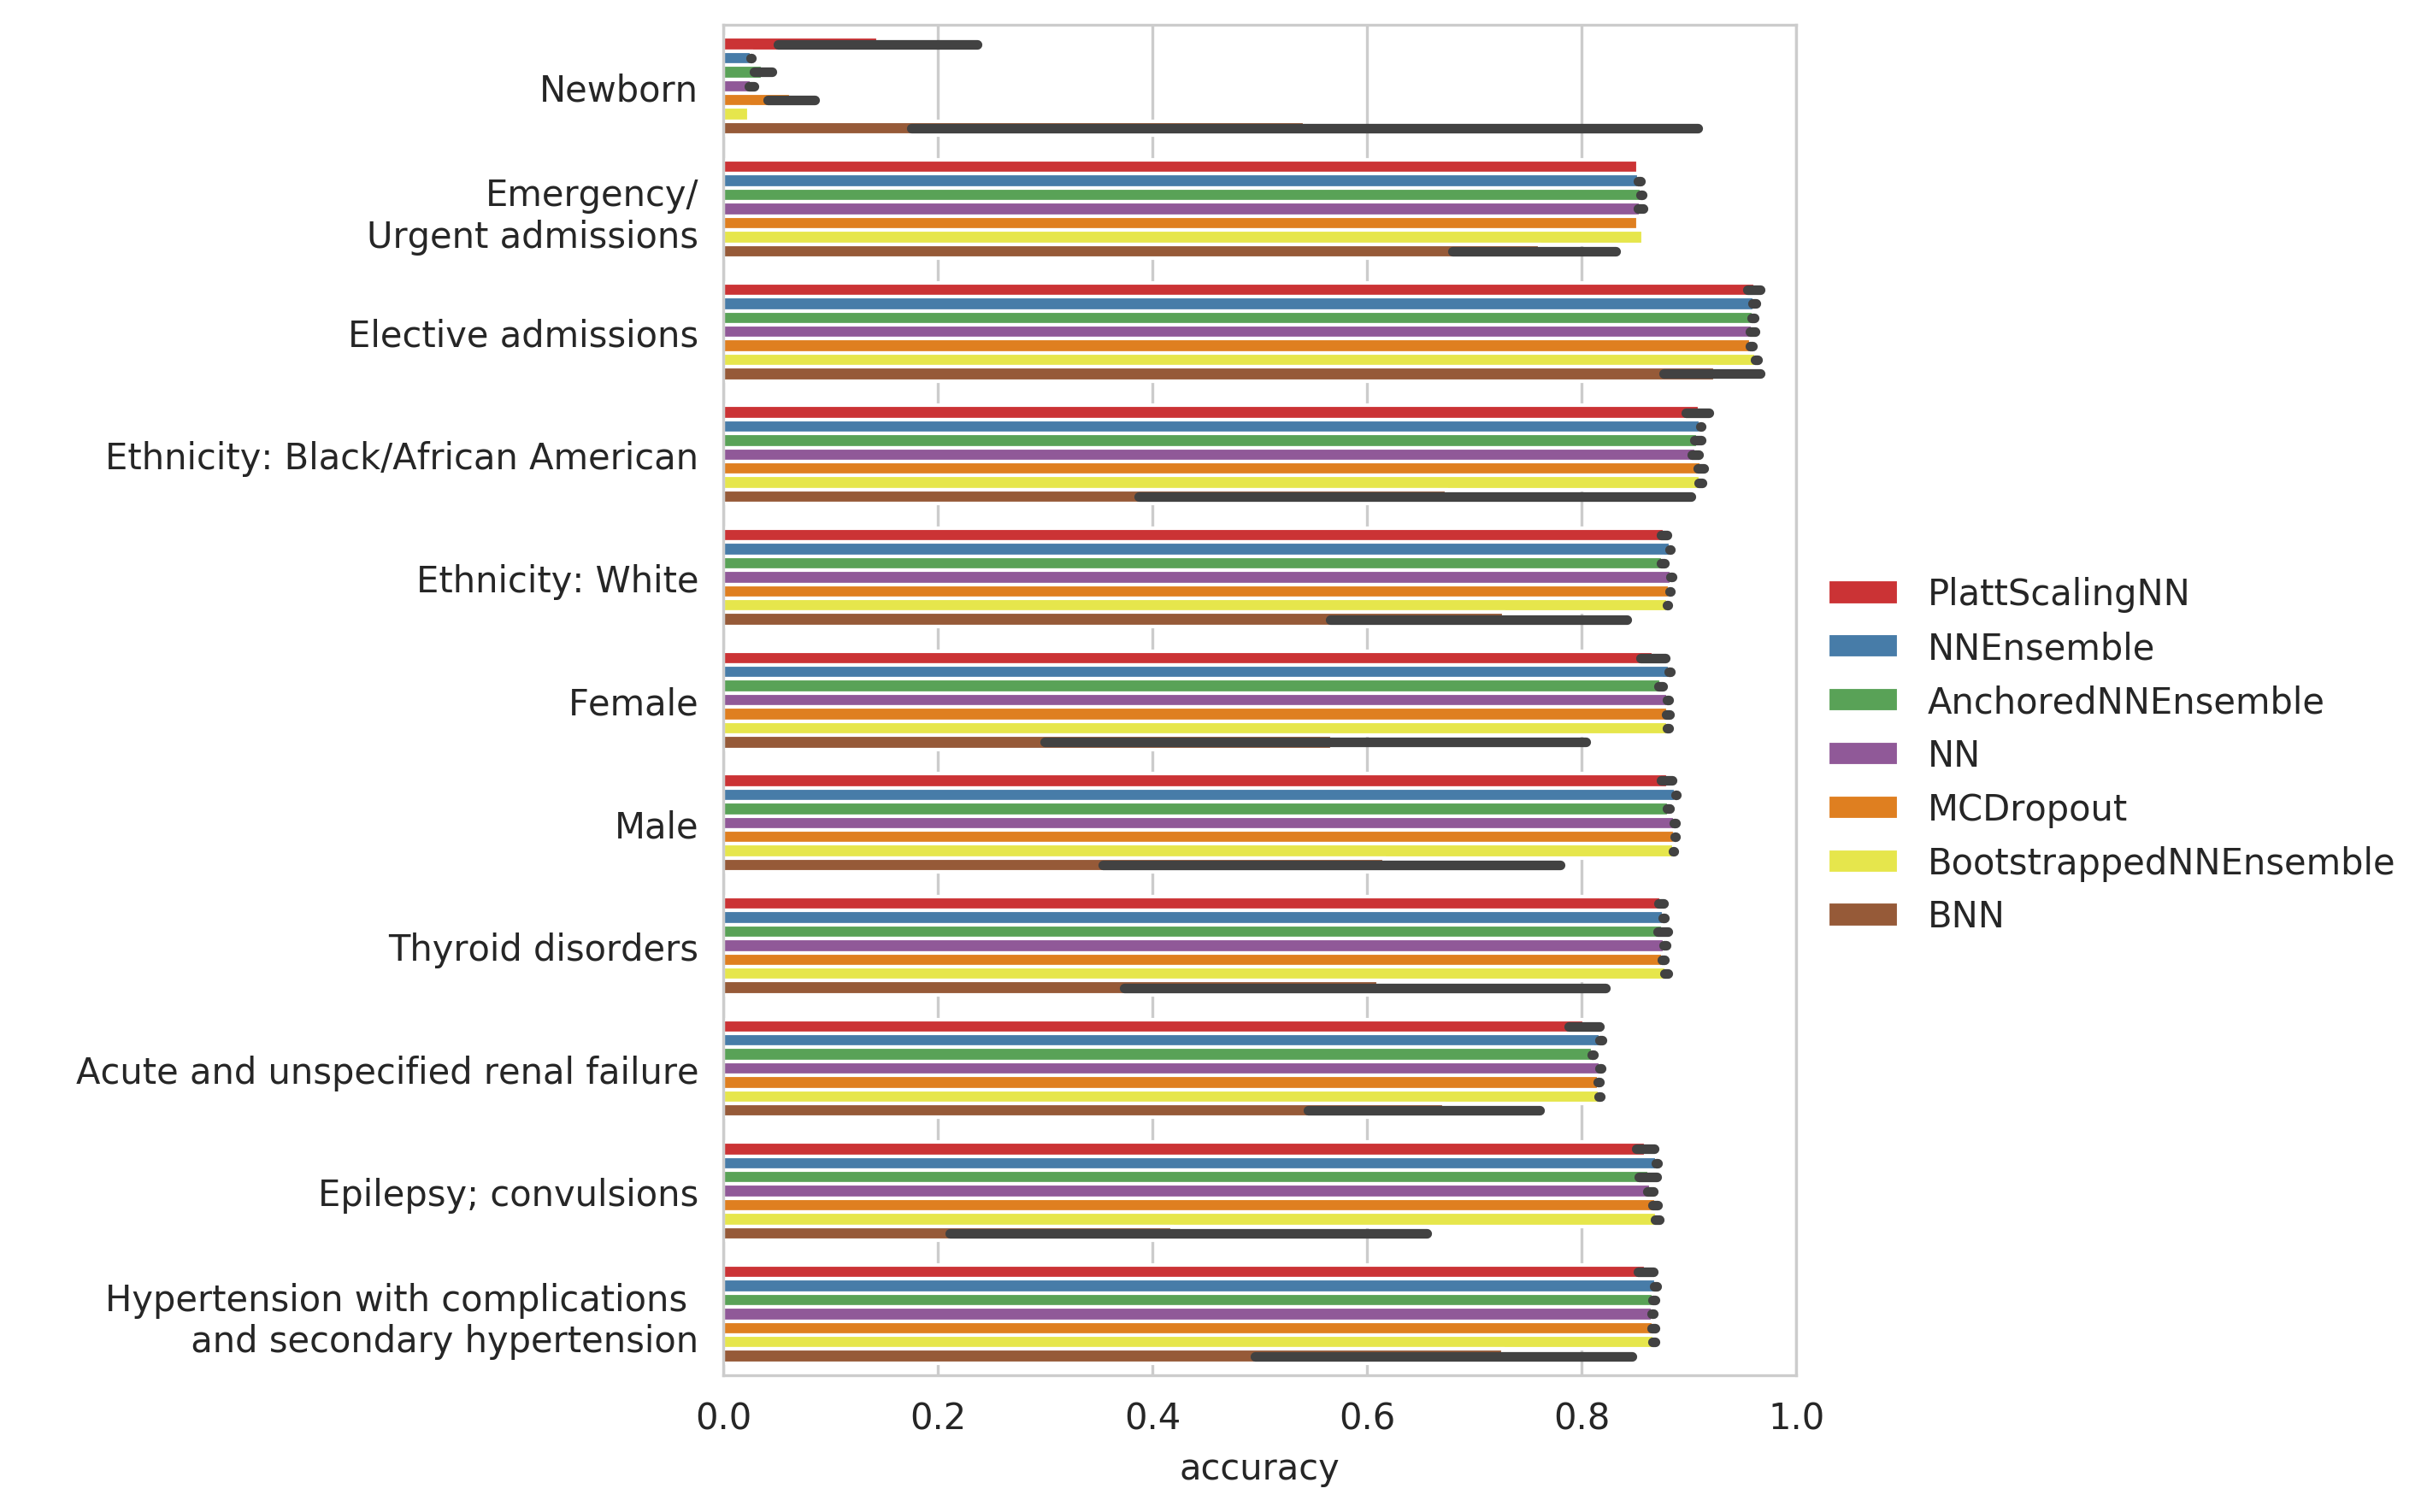 Newborn
Emergency/
Urgent admissions
Elective admissions
Ethnicity: Black/African American
Ethnicity: White
Female
Male
Thyroid disorders
Acute and unspecified renal failure
Epilepsy; convulsions
Hypertension with complications
and secondary hypertension
0.0 0.2 0.4 0.6 0.8 1.0
accuracy
PlattScalingNN
NNEnsemble
AnchoredNNEnsemble
NN
MCDropout
BootstrappedNNEnsemble
BNN